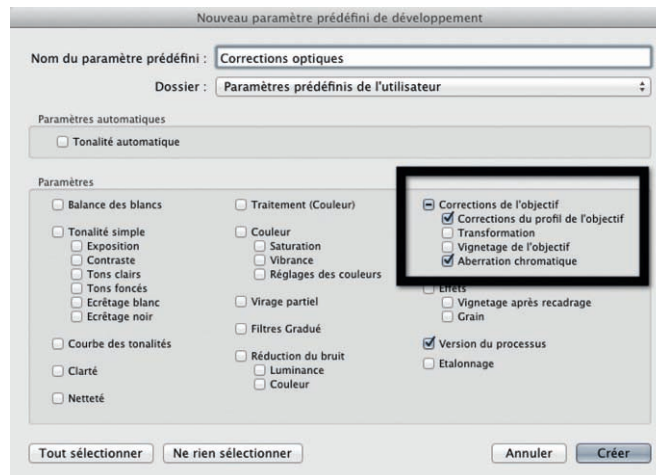 Nouveau paramètre prédéfini de développement
Nom du paramètre prédéfini : Corrections optiques
Dossier : Paramètres prédéfinis de l'utilisateur
Paramètres automatiques
Tonalité automatique
Paramètres
Balance des blancs
Tonalité simple
Exposition
Contraste
Tons clairs
Tons foncés
Ecrêtage blanc
Ecrêtage noir
Courbe des tonalités
Clarté
Netteté
Traitement (Couleur)
Couleur
Saturation
Vibrance
Réglages des couleurs
Virage partiel
Filtres Gradué
Réduction du bruit
Luminance
Couleur
Corrections de l'objectif
Corrections du profil de l'objectif
Transformation
Vignetage de l'objectif
Aberration chromatique
Effets
Vignetage après recadrage
Grain
Version du processus
Etalonnage
Tout sélectionner
Ne rien sélectionner
Annuler
Créer